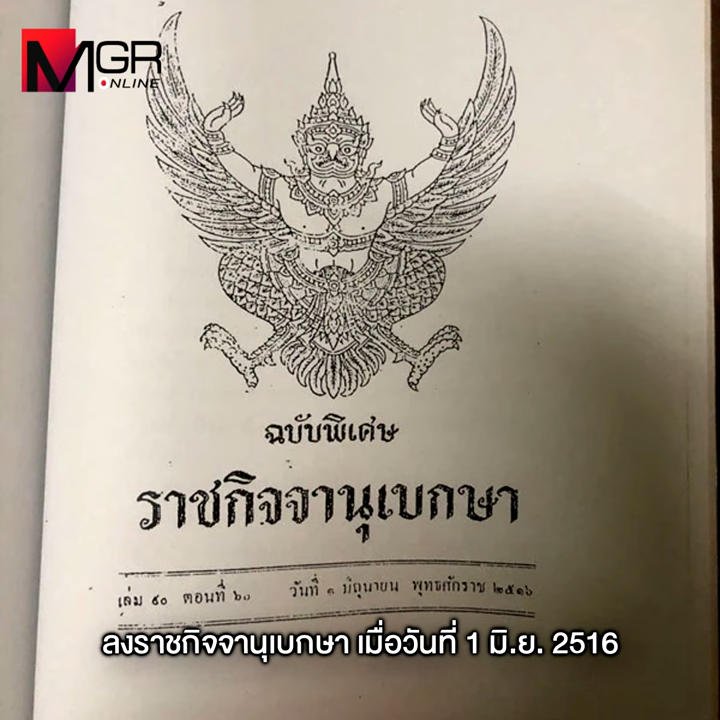 MGR
ONLINE
ฉบับพิเศษ
ราชกิจจานุเบกษา
เล่ม ๙๐ ตอนที่ ๖๐ วันที่ ๑ มิถุนายน พุทธศักราช ๒๕๑๖
ลงราชกิจจานุเบกษา เมื่อวันที่ 1 มิ.ย. 2516